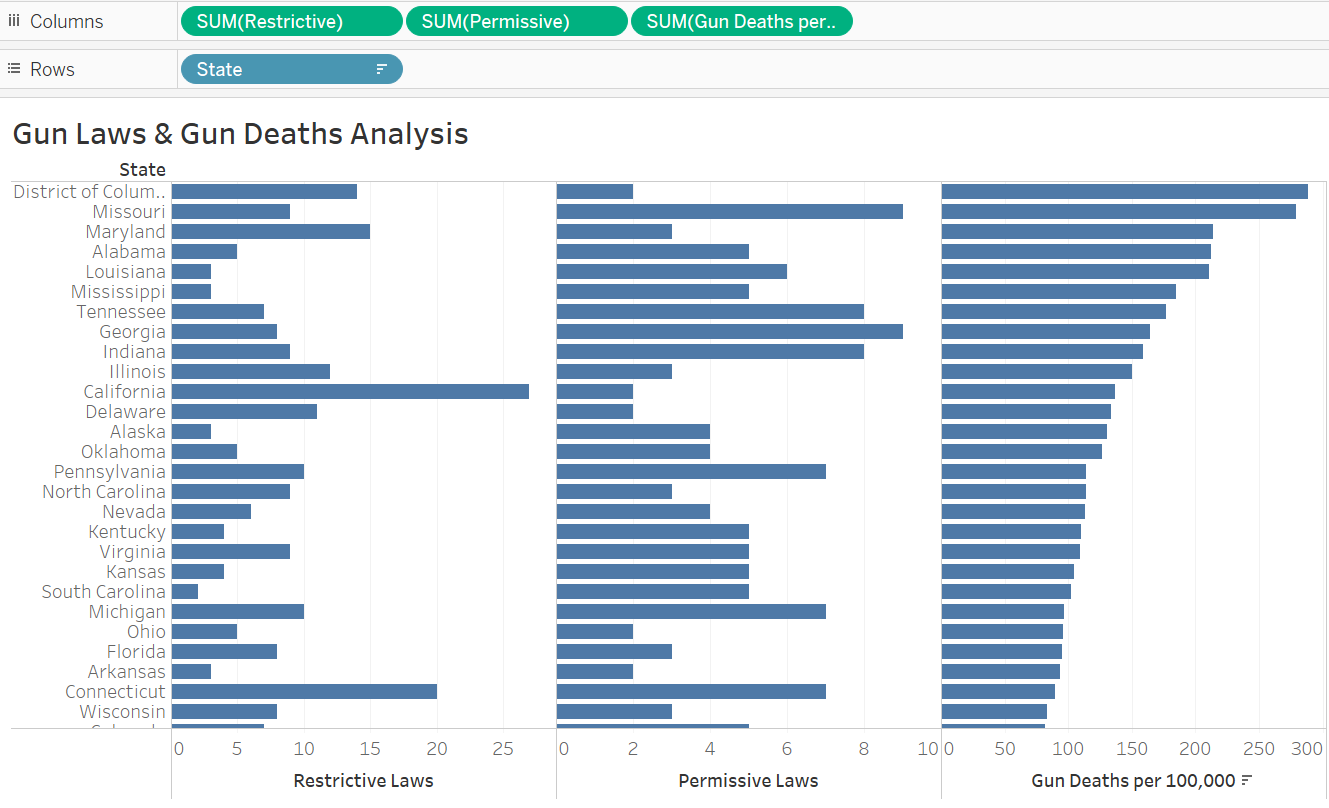 Columns SUM(Restrictive) SUM(Permissive) SUM(Gun Deaths per..
Rows State
Gun Laws & Gun Deaths Analysis
State
District of Colum..
Missouri
Maryland
Alabama
Louisiana
Mississippi
Tennessee
Georgia
Indiana
Illinois
California
Delaware
Alaska
Oklahoma
Pennsylvania
North Carolina
Nevada
Kentucky
Virginia
Kansas
South Carolina
Michigan
Ohio
Florida
Arkansas
Connecticut
Wisconsin
0 5 10 15 20 25 0 2 4 6 8 10 0 50 100 150 200 250 300
Restrictive Laws Permissive Laws Gun Deaths per 100,000